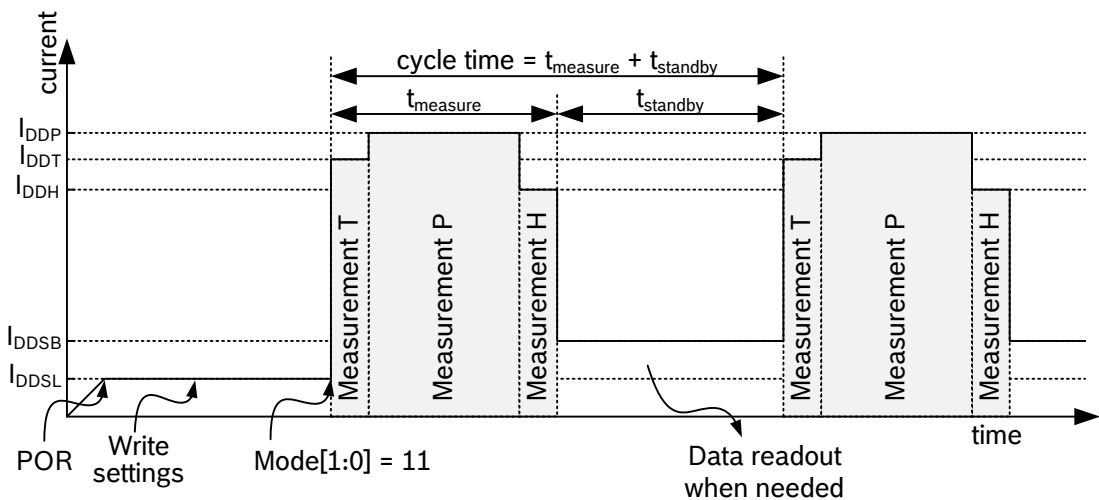 current
cycle time = tmeasure + tstandby
tmeasure
tstandby
IDDP
IDDT
IDDH
IDDSB
IDDSL
Measurement T
Measurement P
Measurement H
Measurement T
Measurement P
Measurement H
time
POR
Write
settings
Mode[1:0] = 11
Data readout
when needed